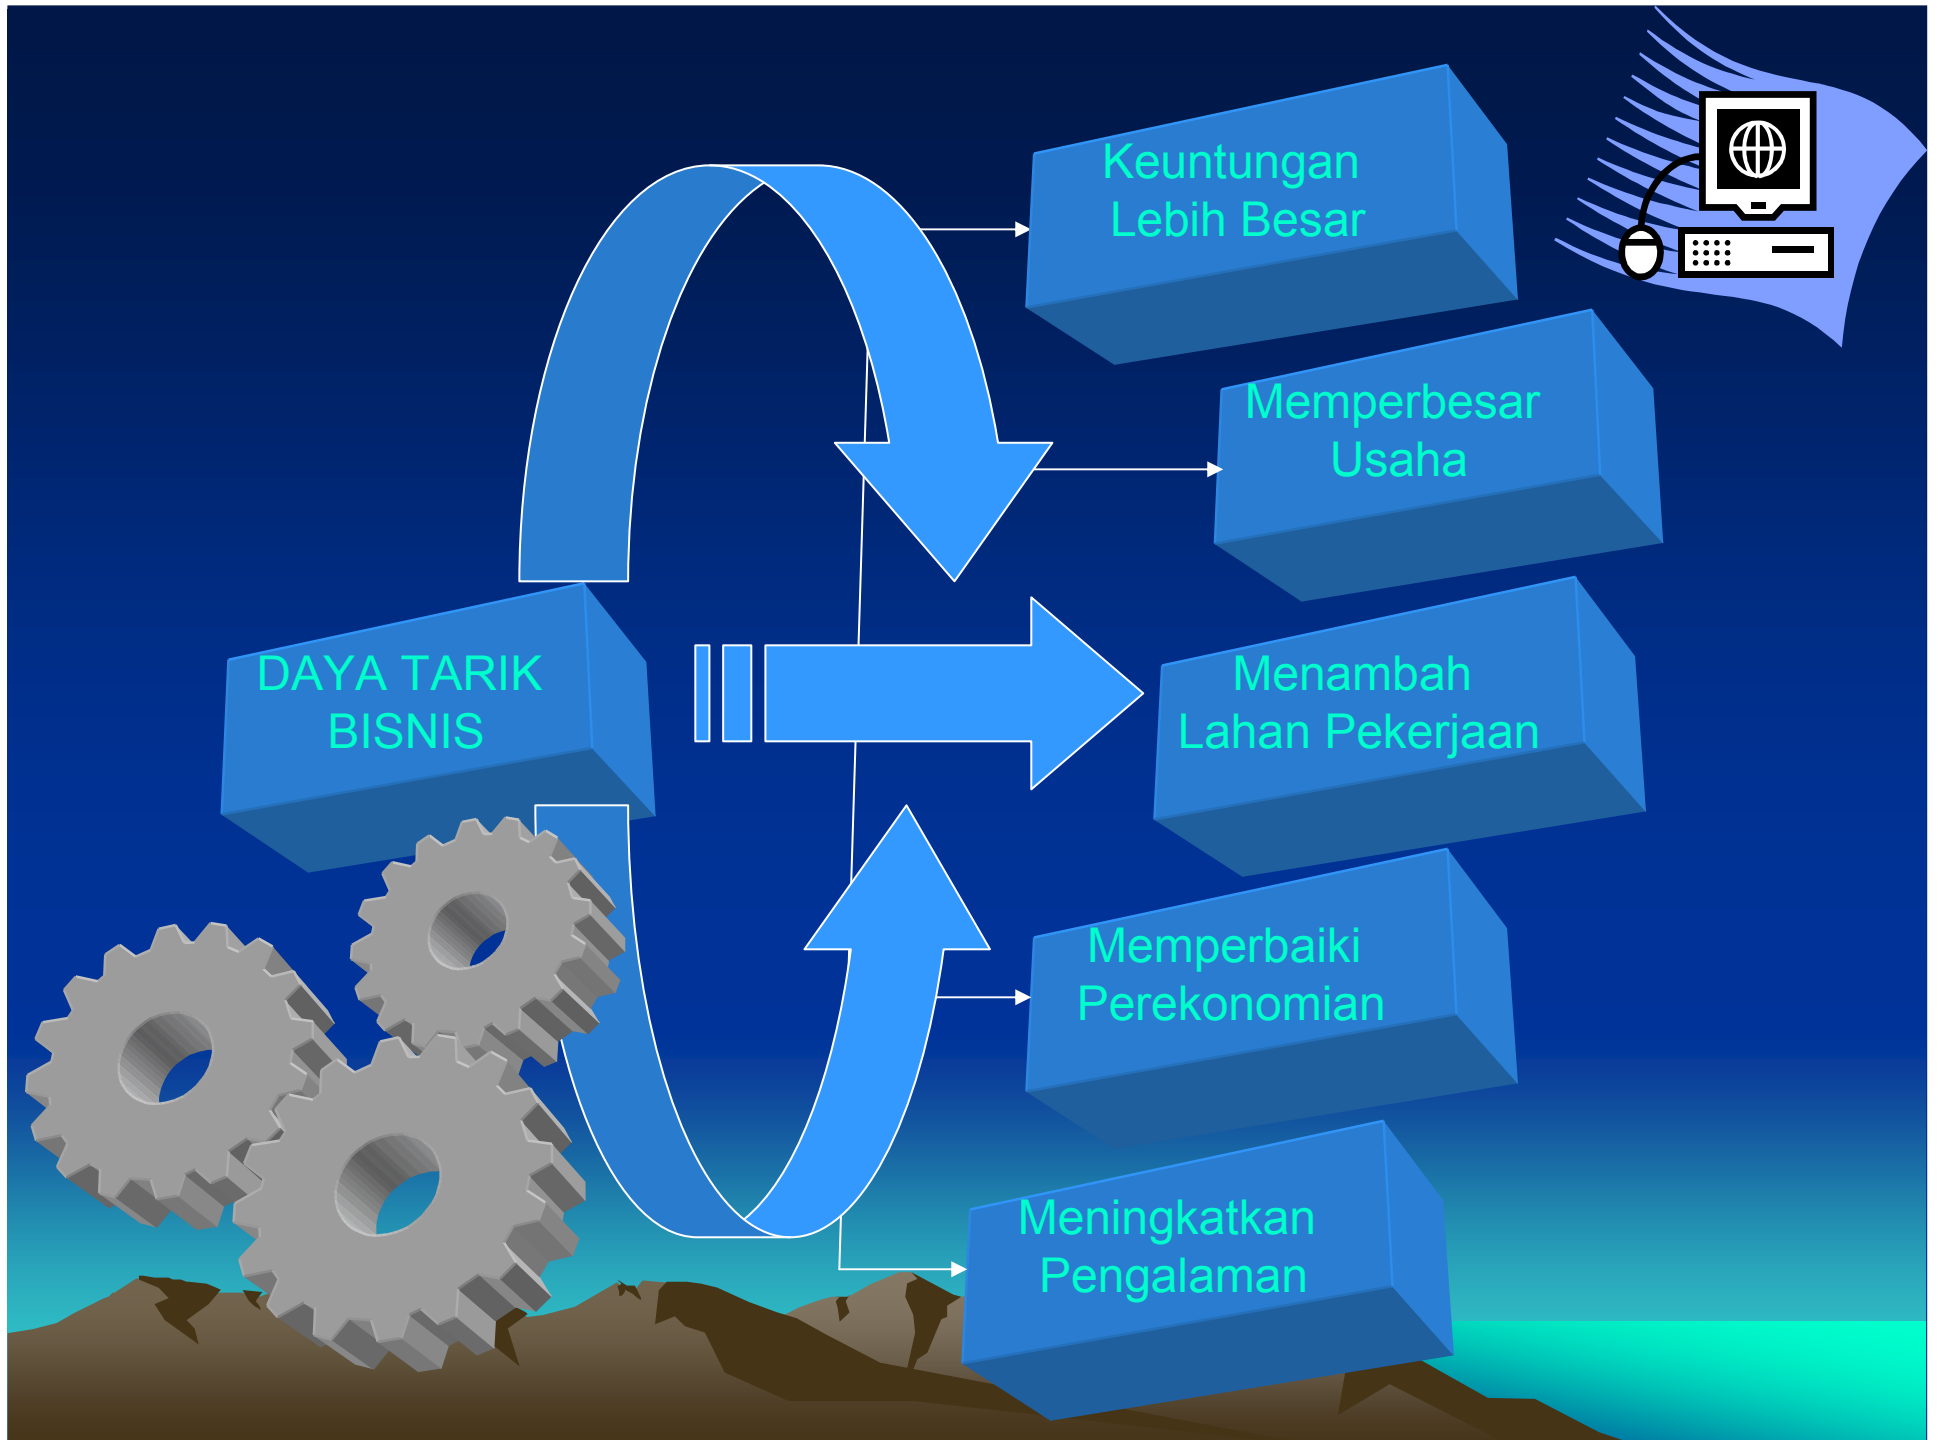 Keuntungan
Lebih Besar
Memperbesar
Usaha
DAYA TARIK
BISNIS
Menambah
Lahan Pekerjaan
Memperbaiki
Perekonomian
Meningkatkan
Pengalaman